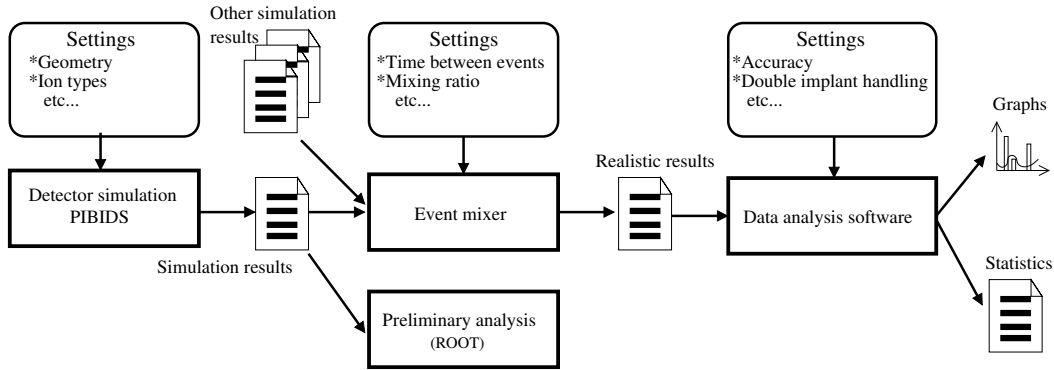 Settings
*Geometry
*Ion types
etc...
Other simulation
results
Settings
*Time between events
*Mixing ratio
etc...
Settings
*Accuracy
*Double implant handling
etc...
Graphs
Detector simulation
PIBIDS
Simulation results
Event mixer
Realistic results
Data analysis software
Statistics
Preliminary analysis
(ROOT)